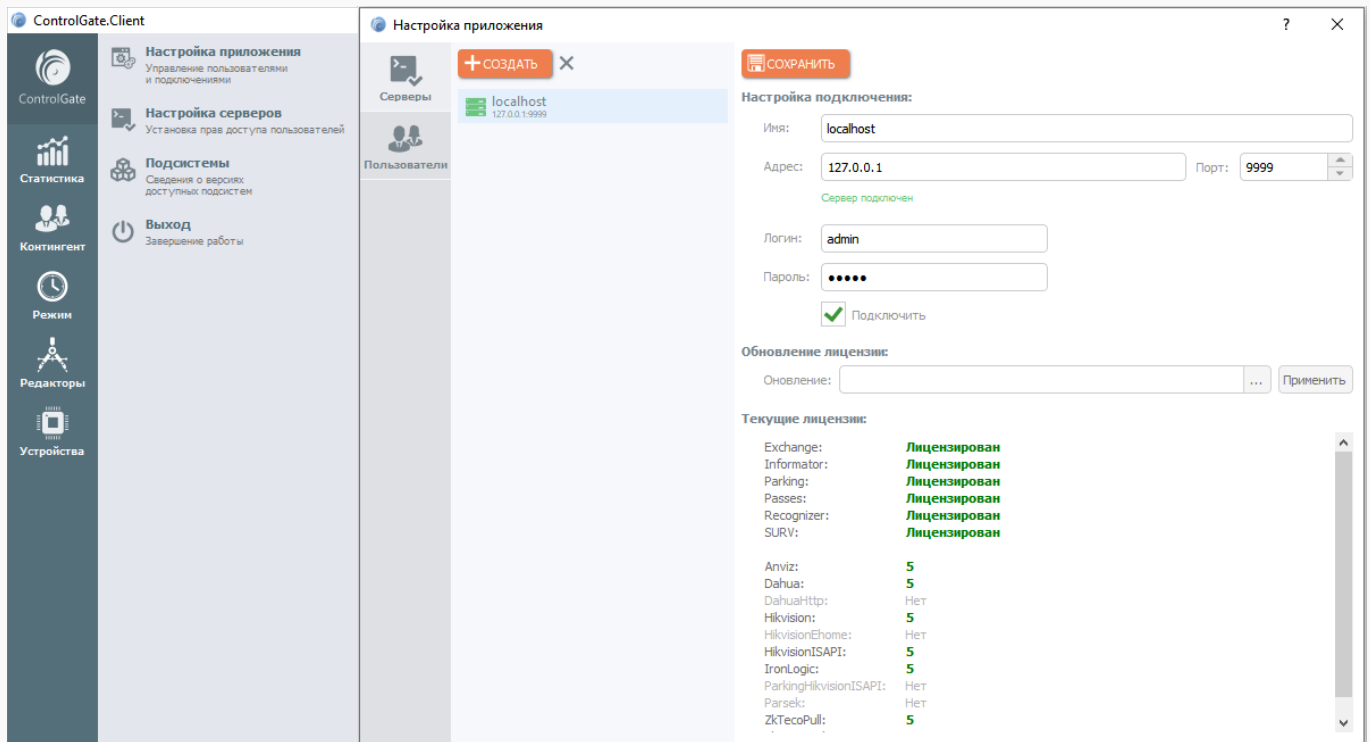 ControlGate.Client
ControlGate
Статистика
Контингент
Режим
Редакторы
Устройства
Настройка приложения
Управление пользователями
и подключениями
Настройка серверов
Установка прав доступа пользователей
Подсистемы
Сведения о версиях
доступных подсистем
Выход
Завершение работы
Настройка приложения
?
Серверы
Пользователи
СОЗДАТЬ
localhost
127.0.0.1:9999
СОХРАНИТЬ
Настройка подключения:
Имя: localhost
Адрес: 127.0.0.1 Порт: 9999
Сервер подключен
Логин: admin
Пароль: •••••
Подключить
Обновление лицензии:
Оновление: ... Применить
Текущие лицензии:
Exchange: Лицензирован
Informator: Лицензирован
Parking: Лицензирован
Passes: Лицензирован
Recognizer: Лицензирован
SURV: Лицензирован
Anviz: 5
Dahua: 5
DahuaHttp: Нет
Hikvision: 5
HikvisionEhome: Нет
HikvisionISAPI: 5
IronLogic: 5
ParkingHikvisionISAPI: Нет
Parsek: Нет
ZkTecoPull: 5